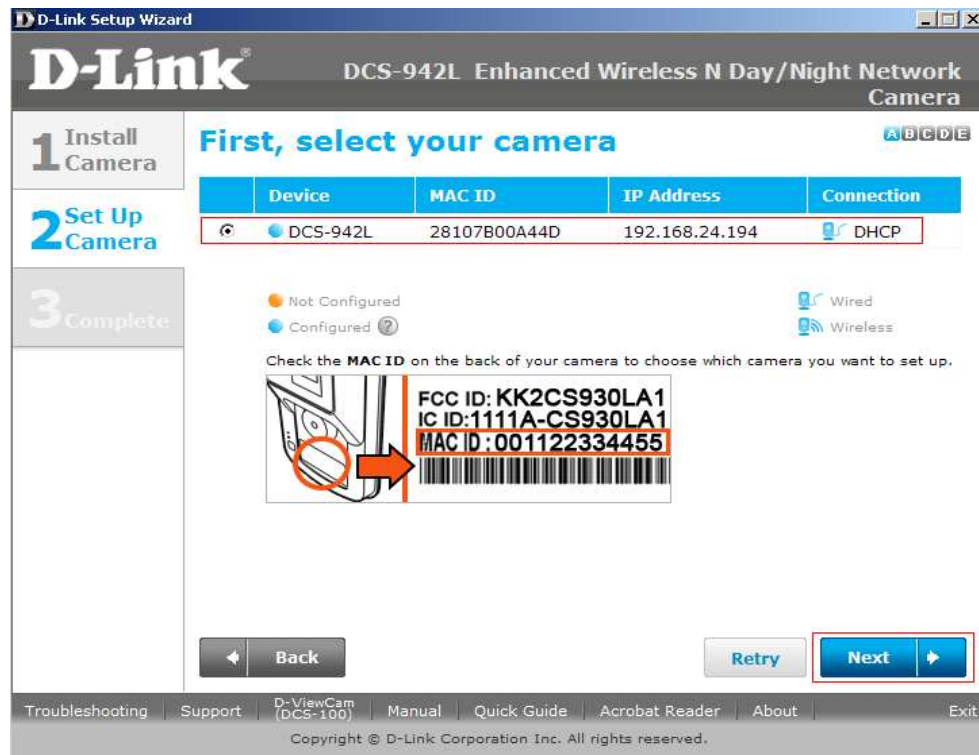 D-Link Setup Wizard
D-Link®
DCS-942L Enhanced Wireless N Day/Night Network
Camera
1 Install
Camera
2 Set Up
Camera
3 Complete
First, select your camera
A B C D E
Device MAC ID IP Address Connection
DCS-942L 28107B00A44D 192.168.24.194 DHCP
Not Configured
Configured ?
Wired
Wireless
Check the MAC ID on the back of your camera to choose which camera you want to set up.
FCC ID: KK2CS930LA1
IC ID:1111A-CS930LA1
MAC ID : 001122334455
Back
Retry
Next
Troubleshooting Support D-ViewCam (DCS-100) Manual Quick Guide Acrobat Reader About Exit
Copyright © D-Link Corporation Inc. All rights reserved.